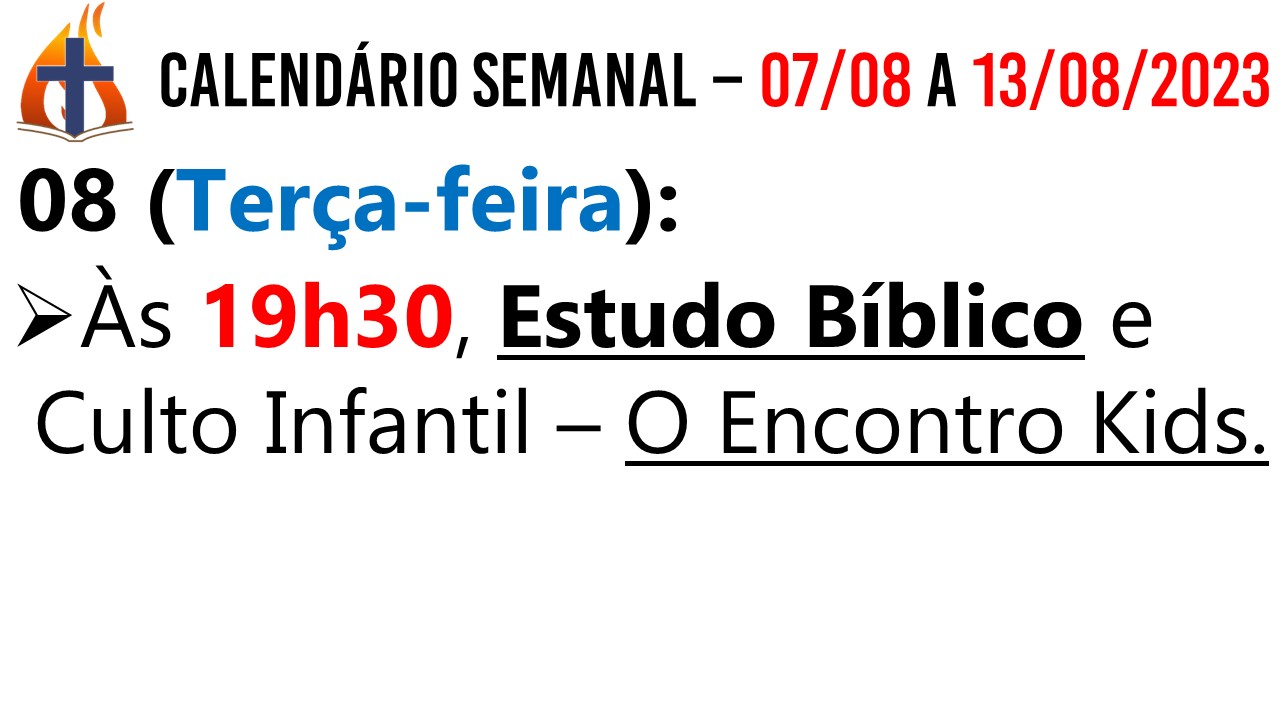 CALENDÁRIO SEMANAL – 07/08 A 13/08/2023
08 (Terça-feira):
➢Às 19h30, Estudo Bíblico e
Culto Infantil – O Encontro Kids.